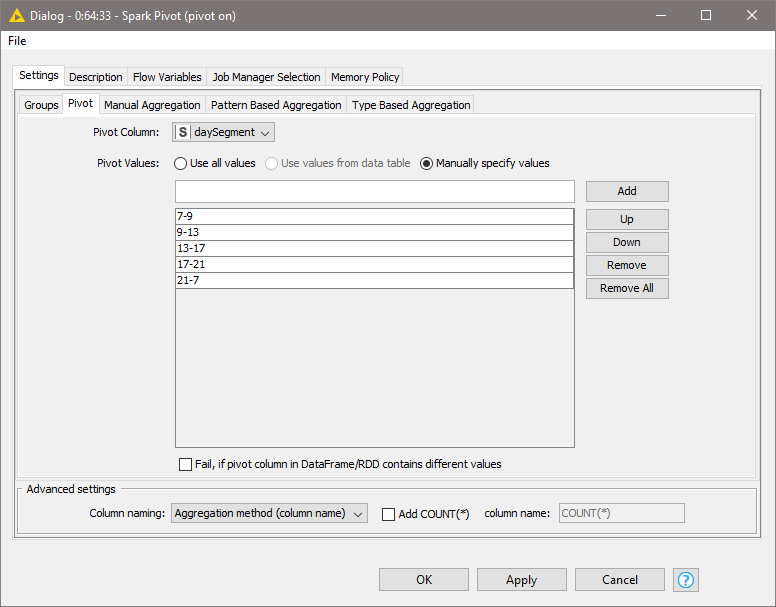 Dialog - 0:64:33 - Spark Pivot (pivot on)
File
Settings Description Flow Variables Job Manager Selection Memory Policy
Groups Pivot Manual Aggregation Pattern Based Aggregation Type Based Aggregation
Pivot Column: S daySegment
Pivot Values: Use all values Use values from data table Manually specify values
Add
7-9
9-13
13-17
17-21
21-7
Up
Down
Remove
Remove All
Fail, if pivot column in DataFrame/RDD contains different values
Advanced settings
Column naming: Aggregation method (column name) Add COUNT(*) column name: COUNT(*)
OK Apply Cancel ?